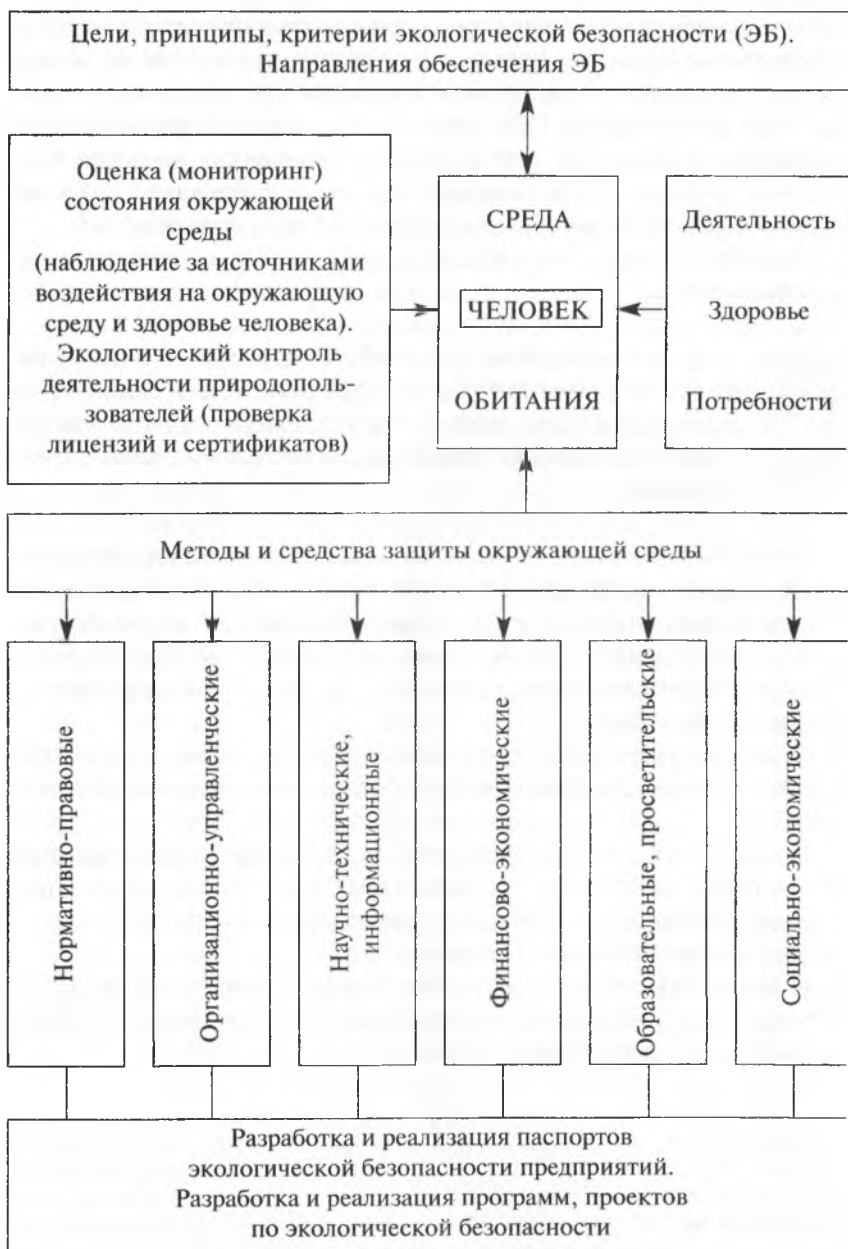 Цели, принципы, критерии экологической безопасности (ЭБ).
Направления обеспечения ЭБ
Оценка (мониторинг)
состояния окружающей
среды
(наблюдение за источниками
воздействия на окружающую
среду и здоровье человека).
Экологический контроль
деятельности природополь-
зователей (проверка
лицензий и сертификатов)
СРЕДА
ЧЕЛОВЕК
ОБИТАНИЯ
Деятельность
Здоровье
Потребности
Методы и средства защиты окружающей среды
Нормативно-правовые
Организационно-управленческие
Научно-технические,
информационные
Финансово-экономические
Образовательные, просветительские
Социально-экономические
Разработка и реализация паспортов
экологической безопасности предприятий.
Разработка и реализация программ, проектов
по экологической безопасности